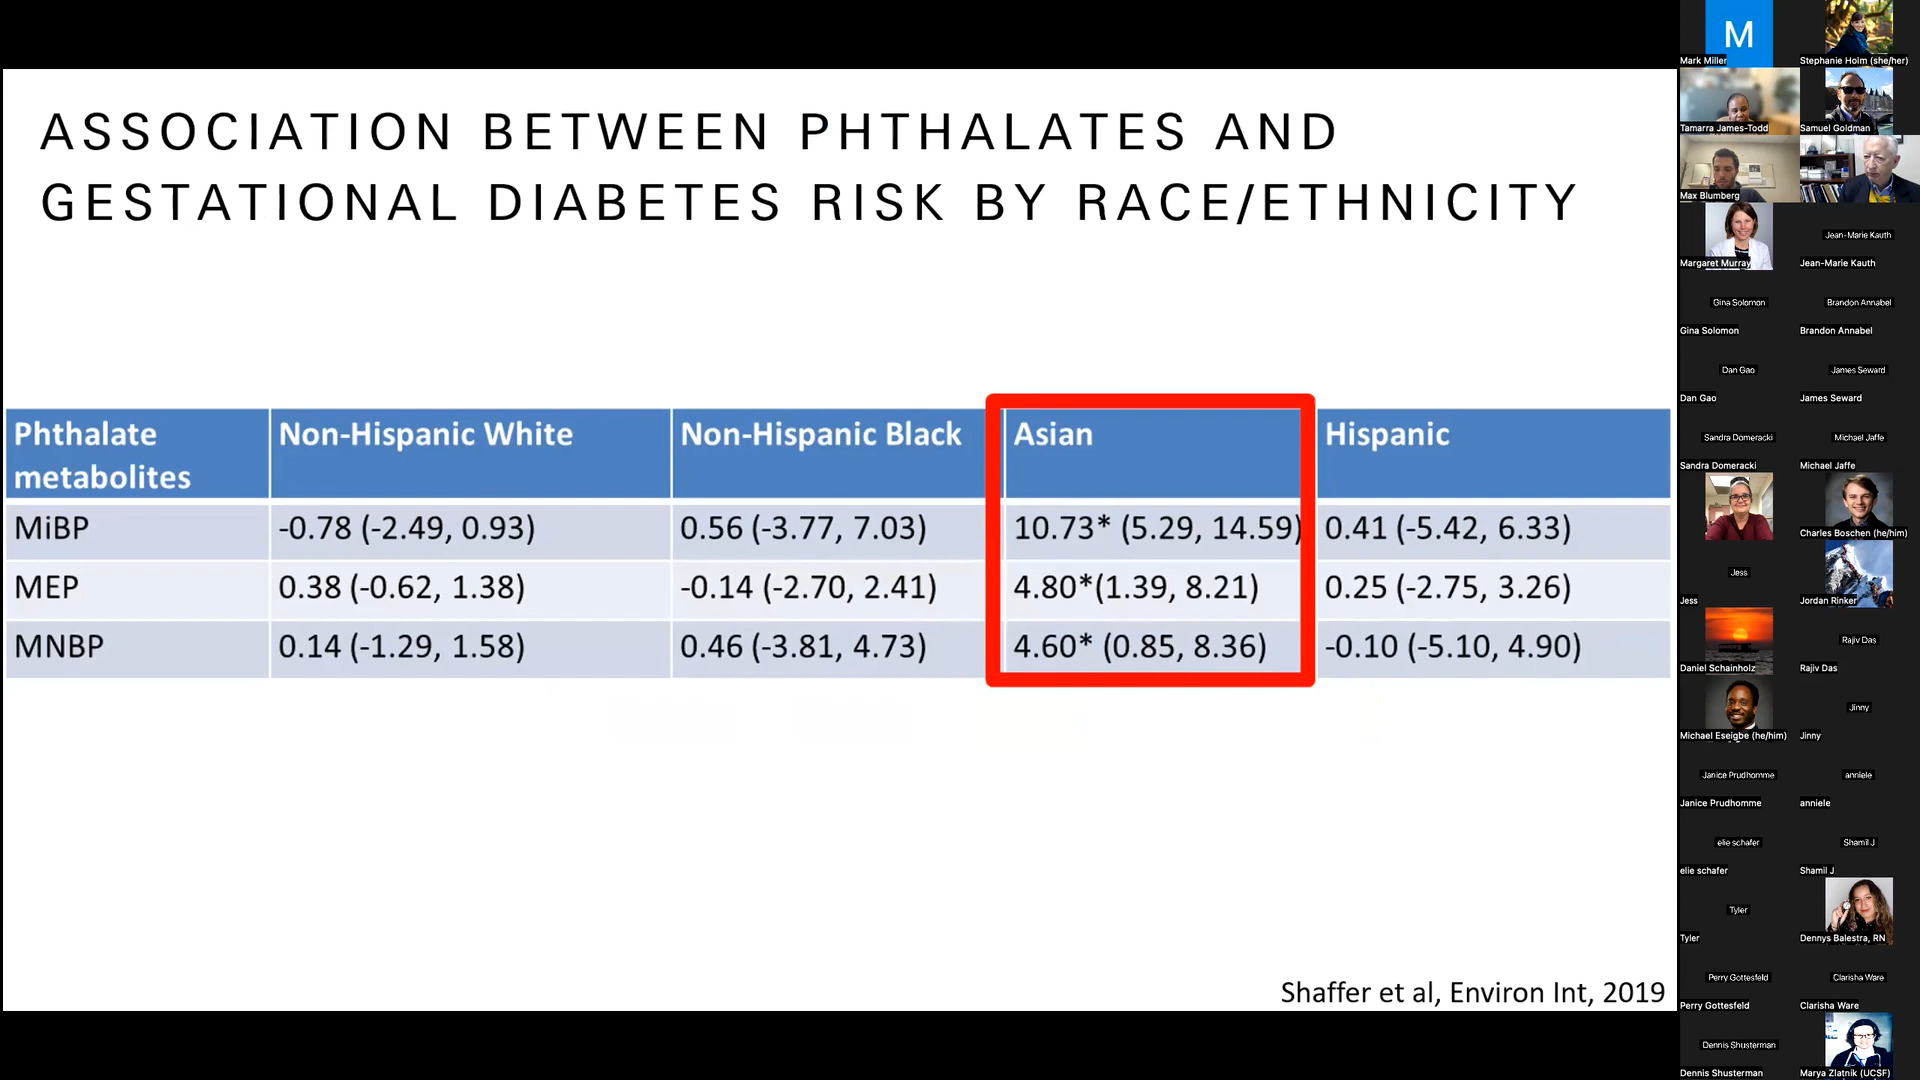 ASSOCIATION BETWEEN PHTHALATES AND
GESTATIONAL DIABETES RISK BY RACE/ETHNICITY
Phthalate metabolites Non-Hispanic White Non-Hispanic Black Asian Hispanic
MiBP -0.78 (-2.49, 0.93) 0.56 (-3.77, 7.03) 10.73* (5.29, 14.59) 0.41 (-5.42, 6.33)
MEP 0.38 (-0.62, 1.38) -0.14 (-2.70, 2.41) 4.80*(1.39, 8.21) 0.25 (-2.75, 3.26)
MNBP 0.14 (-1.29, 1.58) 0.46 (-3.81, 4.73) 4.60* (0.85, 8.36) -0.10 (-5.10, 4.90)
Shaffer et al, Environ Int, 2019
M
Mark Miller Stephanie Holm (she/her)
Tamarra James-Todd Samuel Goldman
Max Blumberg
Jean-Marie Kauth
Margaret Murray Jean-Marie Kauth
Gina Solomon Brandon Annabel
Gina Solomon Brandon Annabel
Dan Gao James Seward
Dan Gao James Seward
Sandra Domeracki Michael Jaffe
Sandra Domeracki Michael Jaffe
Charles Boschen (he/him)
Jess
Jess Jordan Rinker
Rajiv Das
Daniel Schainholz Rajiv Das
Jinny
Michael Eseigbe (he/him) Jinny
Janice Prudhomme anniele
Janice Prudhomme anniele
elie schafer Shamil J
elie schafer Shamil J
Tyler
Tyler Dennys Balestra, RN
Perry Gottesfeld Clarisha Ware
Perry Gottesfeld Clarisha Ware
Dennis Shusterman
Dennis Shusterman Marya Zlatnik (UCSF)